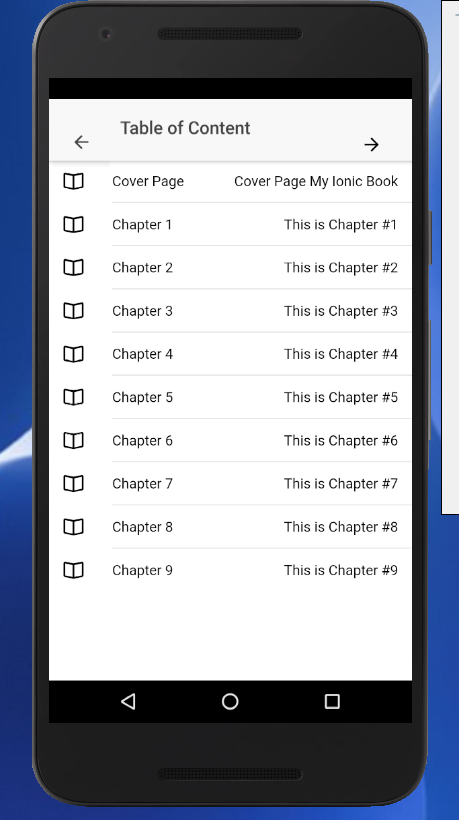 Table of Content
Cover Page Cover Page My Ionic Book
Chapter 1 This is Chapter #1
Chapter 2 This is Chapter #2
Chapter 3 This is Chapter #3
Chapter 4 This is Chapter #4
Chapter 5 This is Chapter #5
Chapter 6 This is Chapter #6
Chapter 7 This is Chapter #7
Chapter 8 This is Chapter #8
Chapter 9 This is Chapter #9